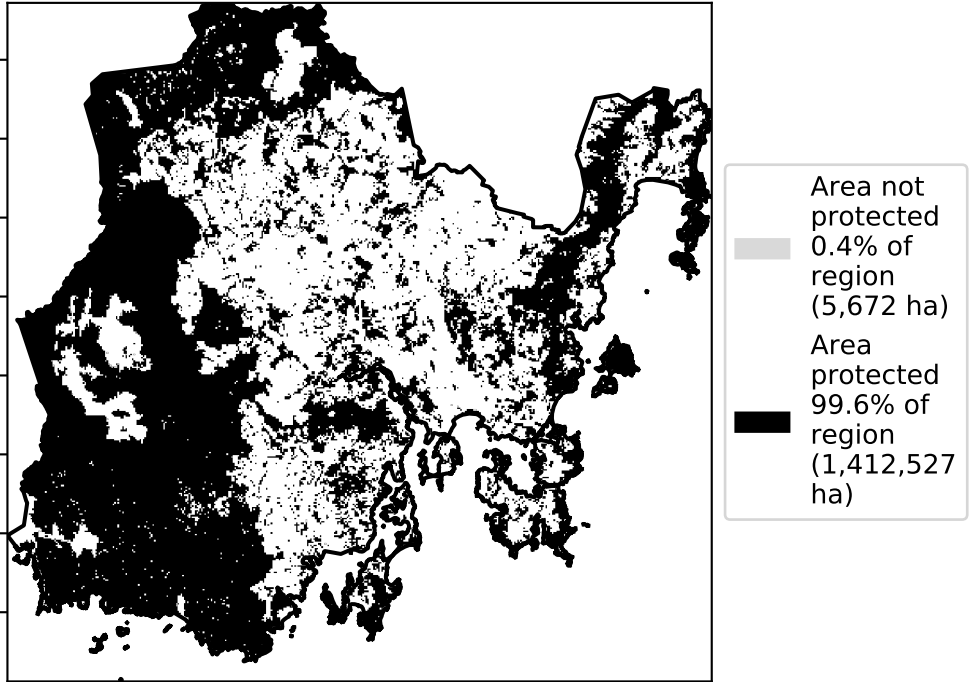 Area not
protected
0.4% of
region
(5,672 ha)
Area
protected
99.6% of
region
(1,412,527
ha)